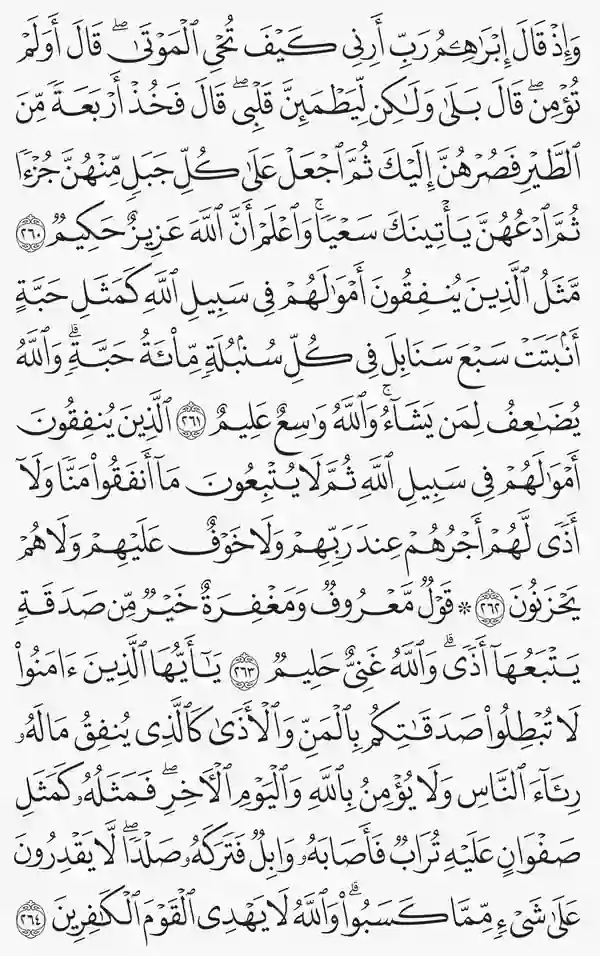 وَإِذْ قَالَ إِبْرَٰهِـۧمُ رَبِّ أَرِنِى كَيْفَ تُحْىِ ٱلْمَوْتَىٰ ۖ قَالَ أَوَلَمْ
تُؤْمِن ۖ قَالَ بَلَىٰ وَلَـٰكِن لِّيَطْمَئِنَّ قَلْبِى ۖ قَالَ فَخُذْ أَرْبَعَةً مِّنَ
ٱلطَّيْرِ فَصُرْهُنَّ إِلَيْكَ ثُمَّ ٱجْعَلْ عَلَىٰ كُلِّ جَبَلٍ مِّنْهُنَّ جُزْءًا
ثُمَّ ٱدْعُهُنَّ يَأْتِينَكَ سَعْيًا ۚ وَٱعْلَمْ أَنَّ ٱللَّهَ عَزِيزٌ حَكِيمٌ ٢٦٠
مَّثَلُ ٱلَّذِينَ يُنفِقُونَ أَمْوَٰلَهُمْ فِى سَبِيلِ ٱللَّهِ كَمَثَلِ حَبَّةٍ
أَنۢبَتَتْ سَبْعَ سَنَابِلَ فِى كُلِّ سُنۢبُلَةٍ مِّا۟ئَةُ حَبَّةٍ ۗ وَٱللَّهُ
يُضَـٰعِفُ لِمَن يَشَآءُ ۚ وَٱللَّهُ وَٰسِعٌ عَلِيمٌ ٢٦١ ٱلَّذِينَ يُنفِقُونَ
أَمْوَٰلَهُمْ فِى سَبِيلِ ٱللَّهِ ثُمَّ لَا يُتْبِعُونَ مَآ أَنفَقُوا۟ مَنًّا وَلَآ
أَذًى لَّهُمْ أَجْرُهُمْ عِندَ رَبِّهِمْ وَلَا خَوْفٌ عَلَيْهِمْ وَلَا هُمْ
يَحْزَنُونَ ٢٦٢ ۞ قَوْلٌ مَّعْرُوفٌ وَمَغْفِرَةٌ خَيْرٌ مِّن صَدَقَةٍ
يَتْبَعُهَآ أَذًى ۗ وَٱللَّهُ غَنِىٌّ حَلِيمٌ ٢٦٣ يَـٰٓأَيُّهَا ٱلَّذِينَ ءَامَنُوا۟
لَا تُبْطِلُوا۟ صَدَقَـٰتِكُم بِٱلْمَنِّ وَٱلْأَذَىٰ كَٱلَّذِى يُنفِقُ مَالَهُۥ
رِئَآءَ ٱلنَّاسِ وَلَا يُؤْمِنُ بِٱللَّهِ وَٱلْيَوْمِ ٱلْـَٔاخِرِ ۖ فَمَثَلُهُۥ كَمَثَلِ
صَفْوَانٍ عَلَيْهِ تُرَابٌ فَأَصَابَهُۥ وَابِلٌ فَتَرَكَهُۥ صَلْدًا ۖ لَّا يَقْدِرُونَ
عَلَىٰ شَىْءٍ مِّمَّا كَسَبُوا۟ ۗ وَٱللَّهُ لَا يَهْدِى ٱلْقَوْمَ ٱلْكَـٰفِرِينَ ٢٦٤